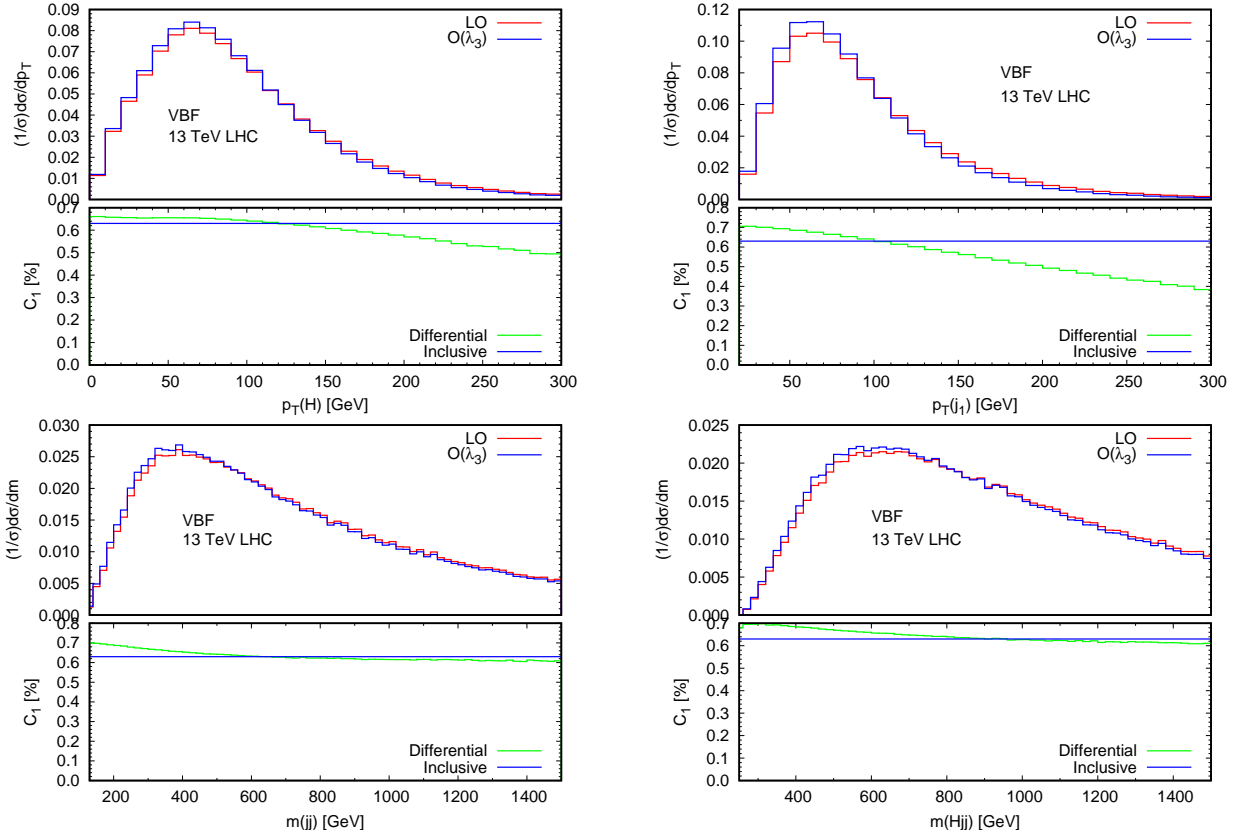 (1/σ)dσ/dp_T
0.09
0.08
0.07
0.06
0.05
0.04
0.03
0.02
0.01
0.00
LO
O(λ₃)
VBF
13 TeV LHC
C₁ [%]
0.7
0.6
0.5
0.4
0.3
0.2
0.1
0.0
Differential
Inclusive
0 50 100 150 200 250 300
p_T(H) [GeV]
(1/σ)dσ/dp_T
0.12
0.10
0.08
0.06
0.04
0.02
0.00
LO
O(λ₃)
VBF
13 TeV LHC
C₁ [%]
0.8
0.7
0.6
0.5
0.4
0.3
0.2
0.1
0.0
Differential
Inclusive
50 100 150 200 250 300
p_T(j₁) [GeV]
(1/σ)dσ/dm
0.030
0.025
0.020
0.015
0.010
0.005
0.000
LO
O(λ₃)
VBF
13 TeV LHC
C₁ [%]
0.8
0.7
0.6
0.5
0.4
0.3
0.2
0.1
0.0
Differential
Inclusive
200 400 600 800 1000 1200 1400
m(jj) [GeV]
(1/σ)dσ/dm
0.025
0.020
0.015
0.010
0.005
0.000
LO
O(λ₃)
VBF
13 TeV LHC
C₁ [%]
0.7
0.6
0.5
0.4
0.3
0.2
0.1
0.0
Differential
Inclusive
400 600 800 1000 1200 1400
m(Hjj) [GeV]